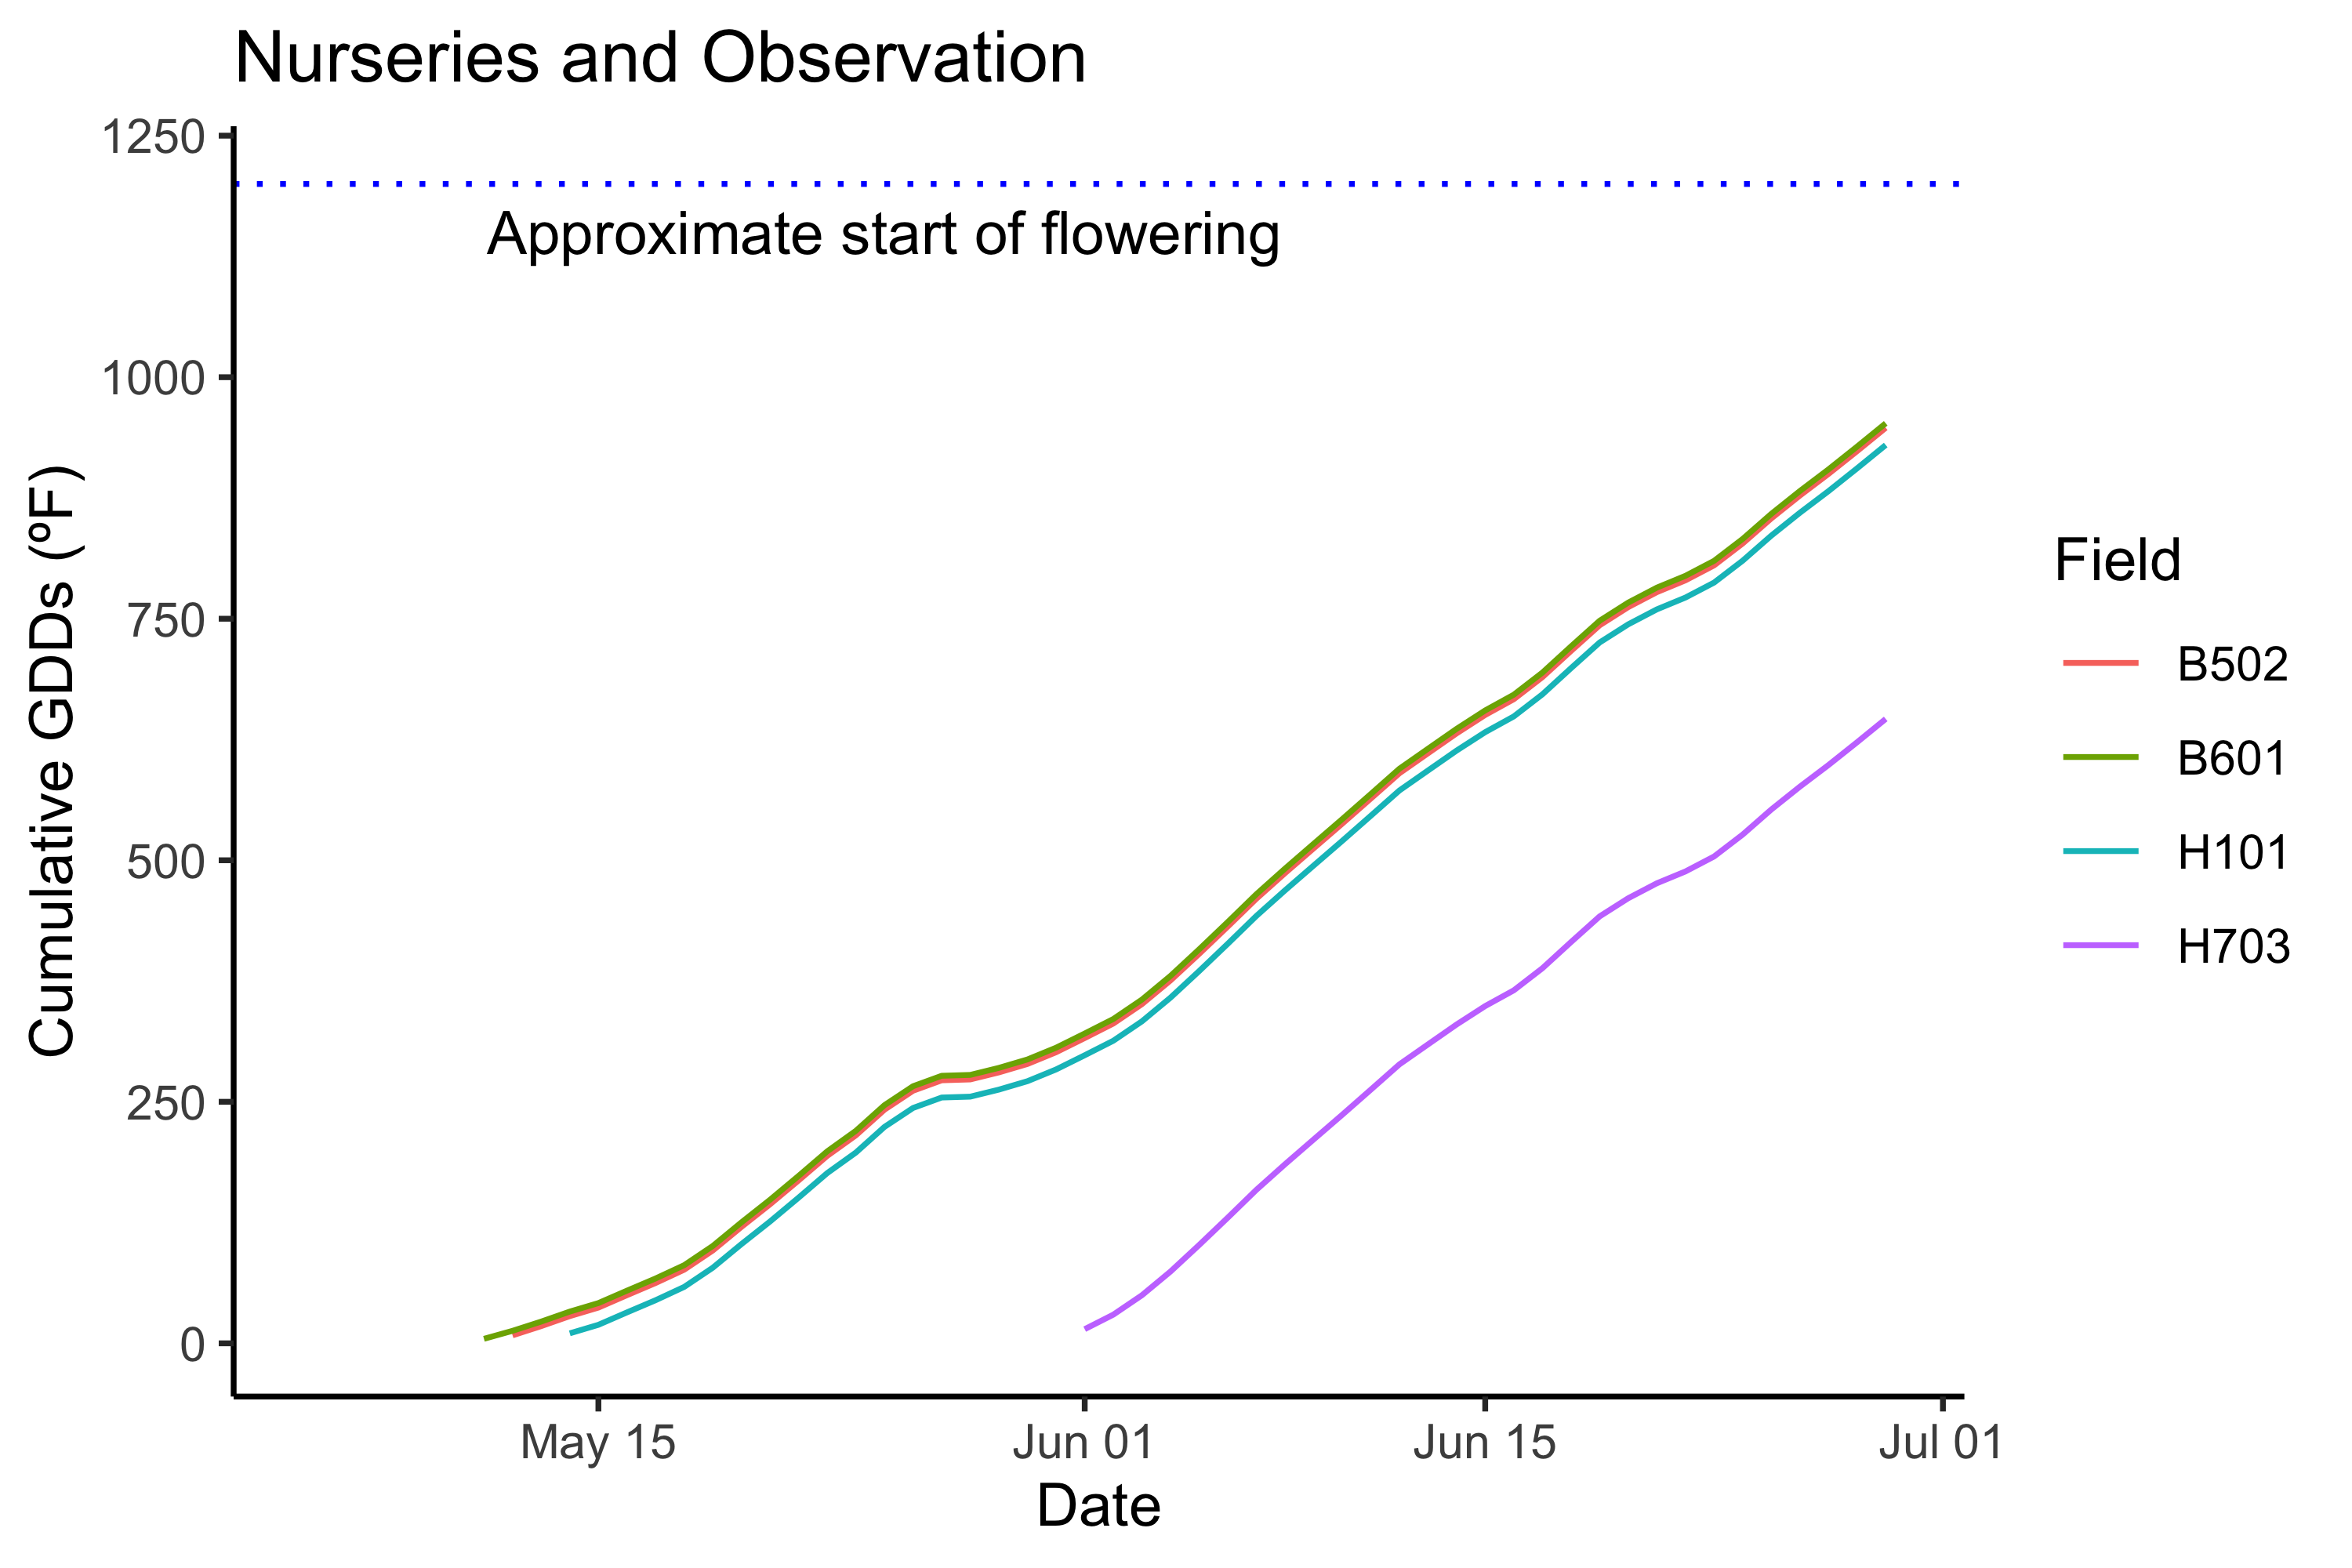 Nurseries and Observation
1250
Approximate start of flowering
1000
750
500
250
0
Cumulative GDDs (ºF)
May 15
Jun 01
Jun 15
Jul 01
Date
Field
B502
B601
H101
H703